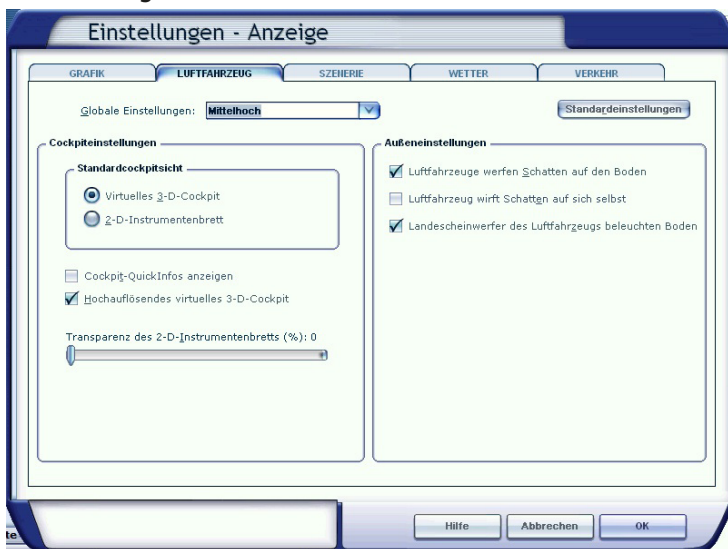 Einstellungen - Anzeige
GRAFIK LUFTFAHRZEUG SZENERIE WETTER VERKEHR
Globale Einstellungen: Mittelhoch Standardeinstellungen
Cockpiteinstellungen
Standardcockpitsicht
Virtuelles 3-D-Cockpit
2-D-Instrumentenbrett
Cockpit-QuickInfos anzeigen
Hochauflösendes virtuelles 3-D-Cockpit
Transparenz des 2-D-Instrumentenbretts (%): 0
Außeneinstellungen
Luftfahrzeuge werfen Schatten auf den Boden
Luftfahrzeug wirft Schatten auf sich selbst
Landescheinwerfer des Luftfahrzeugs beleuchten Boden
te
Hilfe Abbrechen OK